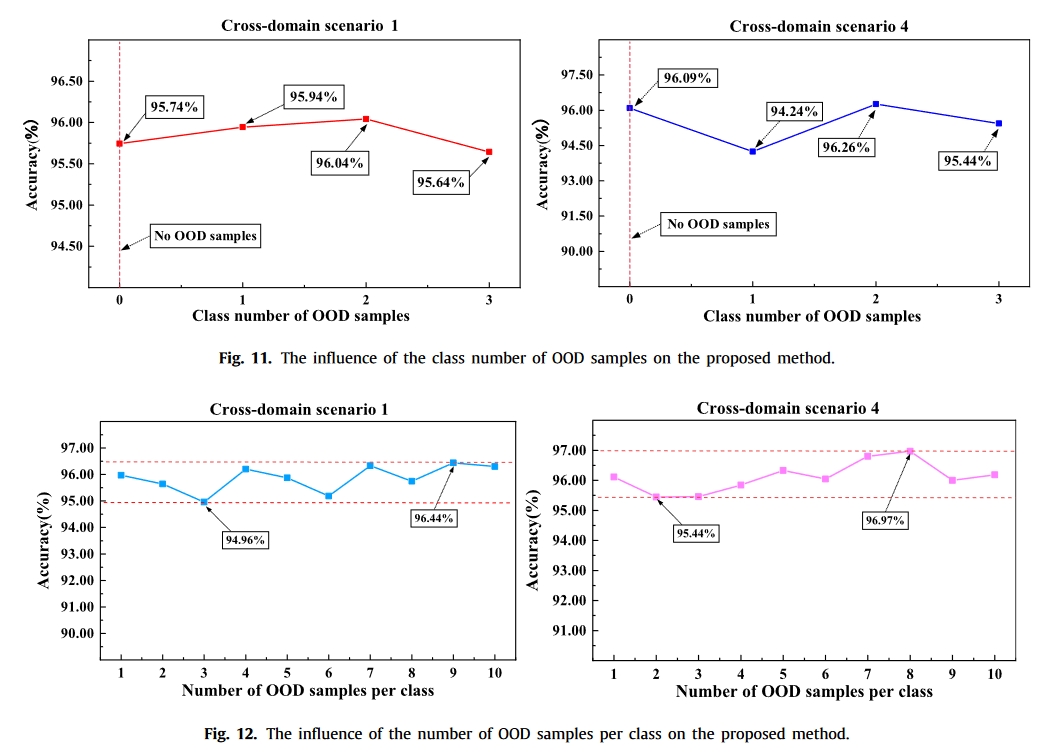 Cross-domain scenario 1
96.50
96.00
95.50
95.00
94.50
Accuracy(%)
95.74%
95.94%
96.04%
95.64%
No OOD samples
0 1 2 3
Class number of OOD samples
Cross-domain scenario 4
97.50
96.00
94.50
93.00
91.50
90.00
Accuracy(%)
96.09%
94.24%
96.26%
95.44%
No OOD samples
0 1 2 3
Class number of OOD samples
Fig. 11. The influence of the class number of OOD samples on the proposed method.
Cross-domain scenario 1
97.00
96.00
95.00
94.00
93.00
92.00
91.00
90.00
Accuracy(%)
94.96%
96.44%
1 2 3 4 5 6 7 8 9 10
Number of OOD samples per class
Cross-domain scenario 4
97.00
96.00
95.00
94.00
93.00
92.00
91.00
Accuracy(%)
95.44%
96.97%
1 2 3 4 5 6 7 8 9 10
Number of OOD samples per class
Fig. 12. The influence of the number of OOD samples per class on the proposed method.